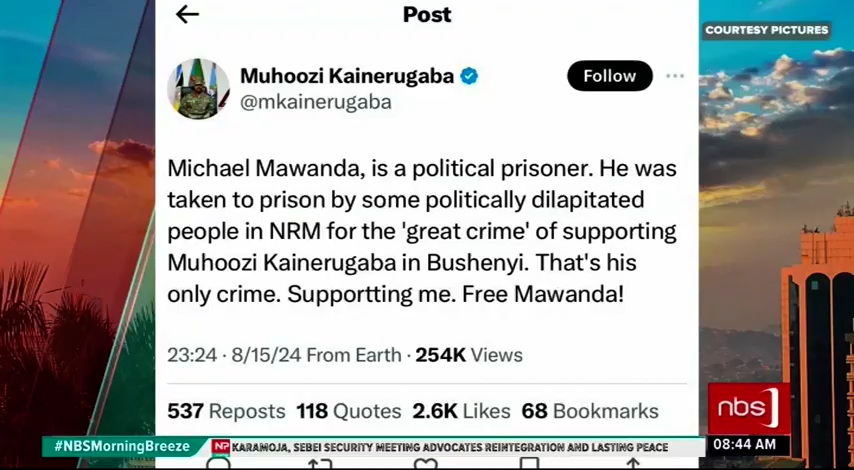 Post
COURTESY PICTURES
Muhoozi Kainerugaba
@mkainerugaba
Follow
Michael Mawanda, is a political prisoner. He was
taken to prison by some politically dilapitated
people in NRM for the 'great crime' of supporting
Muhoozi Kainerugaba in Bushenyi. That's his
only crime. Supportting me. Free Mawanda!
23:24 · 8/15/24 From Earth · 254K Views
537 Reposts 118 Quotes 2.6K Likes 68 Bookmarks
nbs
#NBSMorningBreeze
NP KARAMOJA, SEBEI SECURITY MEETING ADVOCATES REINTEGRATION AND LASTING PEACE
08:44 AM